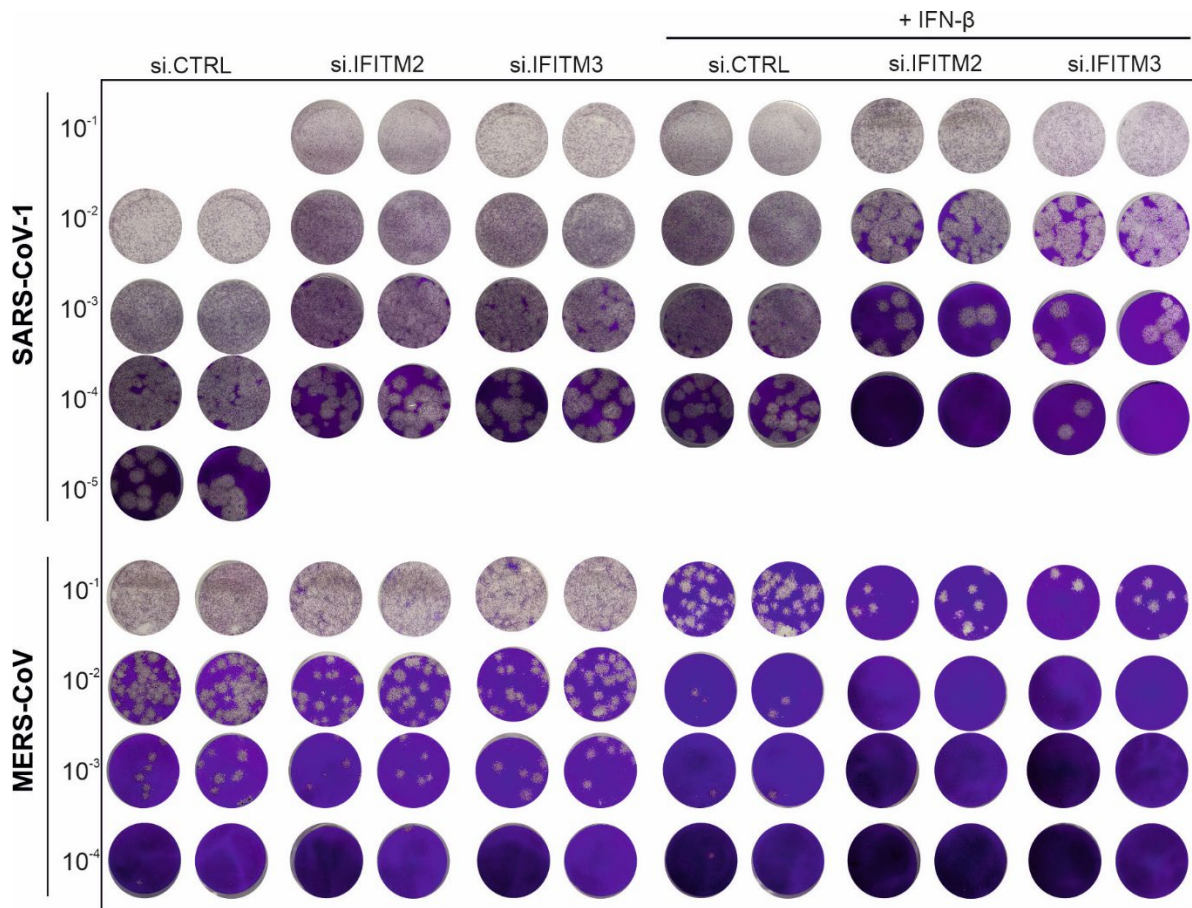 + IFN-β
si.CTRL si.IFITM2 si.IFITM3 si.CTRL si.IFITM2 si.IFITM3
SARS-CoV-1
10-1
10-2
10-3
10-4
10-5
MERS-CoV
10-1
10-2
10-3
10-4